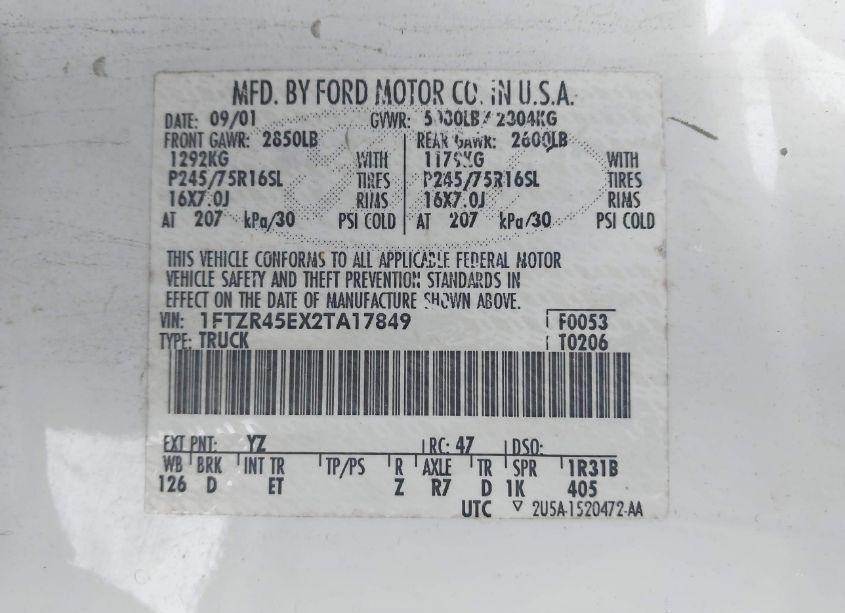 MFD. BY FORD MOTOR CO. IN U.S.A.
DATE: 09/01 GVWR: / 2304KG
FRONT GAWR: 2850LB REAR GAWR: 2600LB
1292KG WITH 1179KG WITH
P245/75R16SL TIRES P245/75R16SL TIRES
16X7.0J RIMS 16X7.0J RIMS
AT 207 kPa/30 PSI COLD AT 207 kPa/30 PSI COLD
THIS VEHICLE CONFORMS TO ALL APPLICABLE FEDERAL MOTOR
VEHICLE SAFETY AND THEFT PREVENTION STANDARDS IN
EFFECT ON THE DATE OF MANUFACTURE SHOWN ABOVE.
VIN: 1FTZR45EX2TA17849 F0053
TYPE: TRUCK T0206
EXT PNT: YZ RC: 47 DSO:
WB BRK INT TR TP/PS R AXLE TR SPR 1R31B
126 D ET Z R7 D 1K 405
UTC ▽ 2U5A-1520472-AA